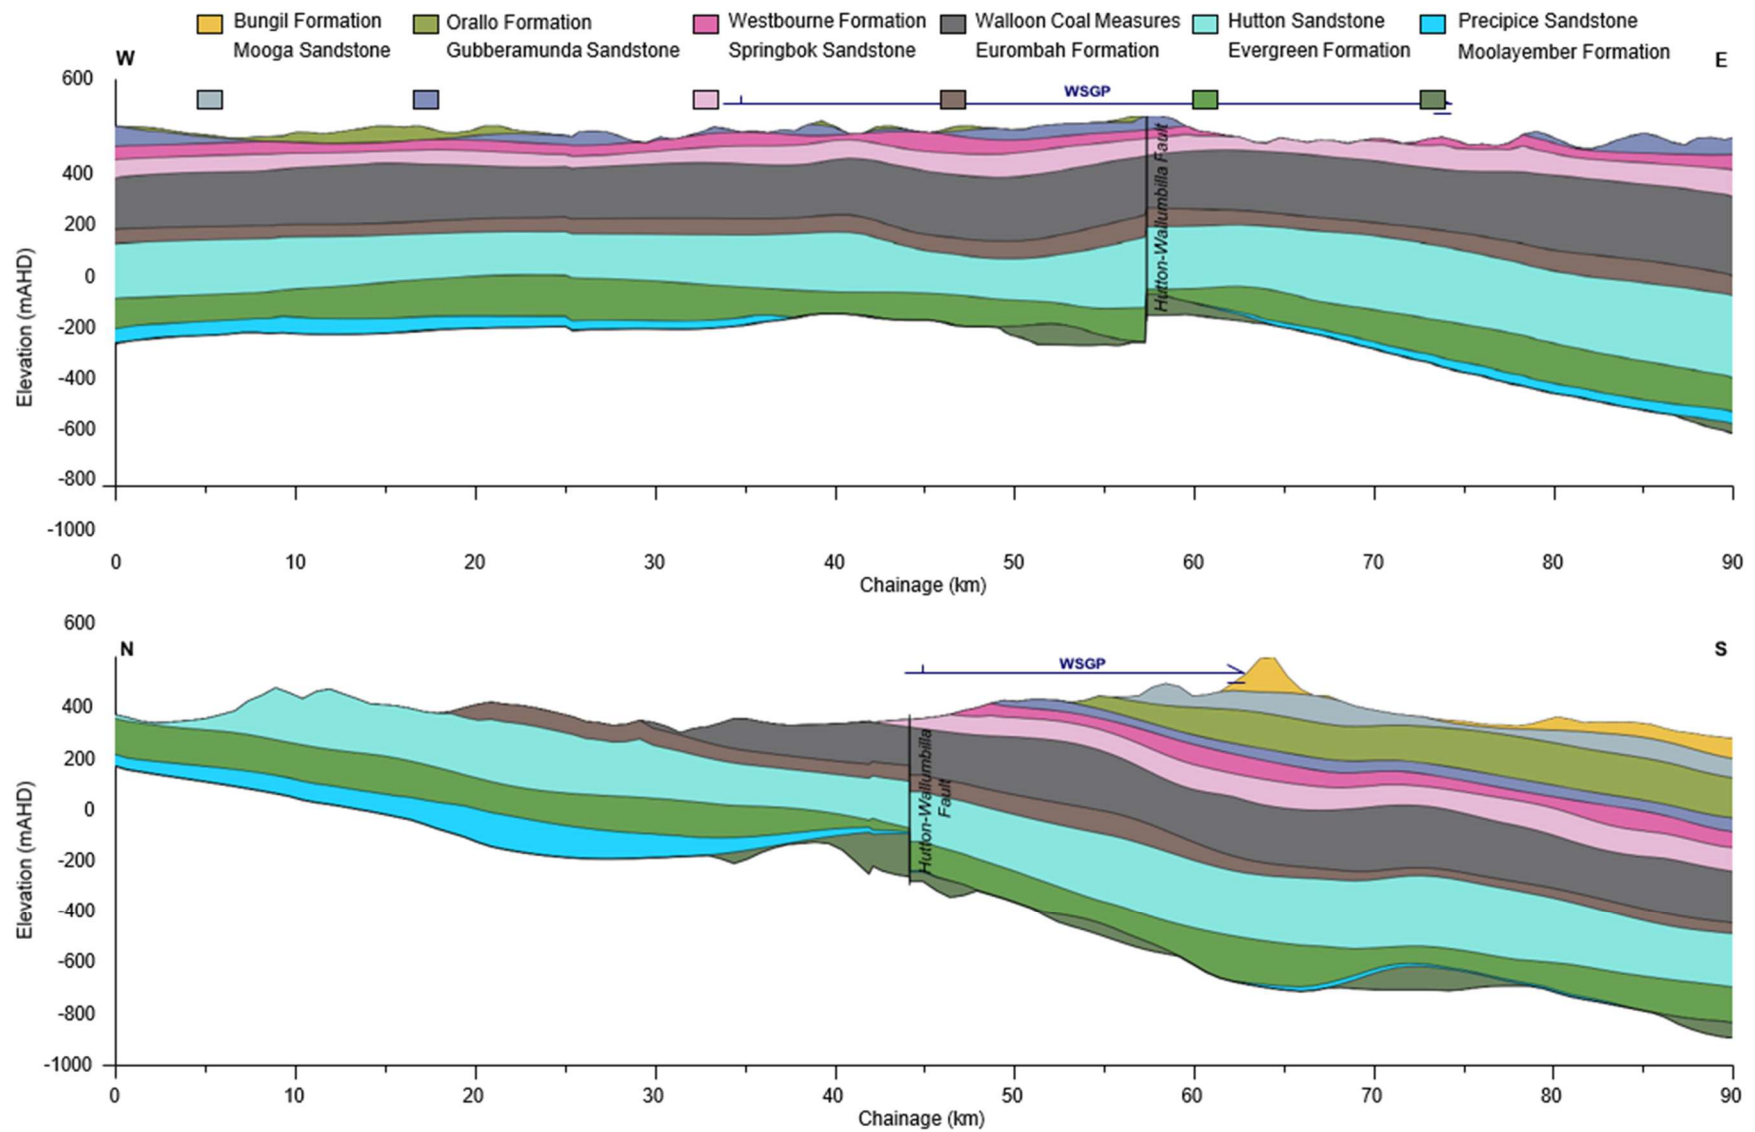 Bungil Formation Orallo Formation Westbourne Formation Walloon Coal Measures Hutton Sandstone Precipice Sandstone
Mooga Sandstone Gubberamunda Sandstone Springbok Sandstone Eurombah Formation Evergreen Formation Moolayember Formation
W
E
600
WSGP
400
200
0
-200
-400
-600
-800
-1000
Elevation (mAHD)
Hutton-Wallumbilla Fault
0 10 20 30 40 50 60 70 80 90
Chainage (km)
600
N
S
WSGP
400
200
0
-200
-400
-600
-800
-1000
Elevation (mAHD)
Hutton-Wallumbilla
Fault
0 10 20 30 40 50 60 70 80 90
Chainage (km)